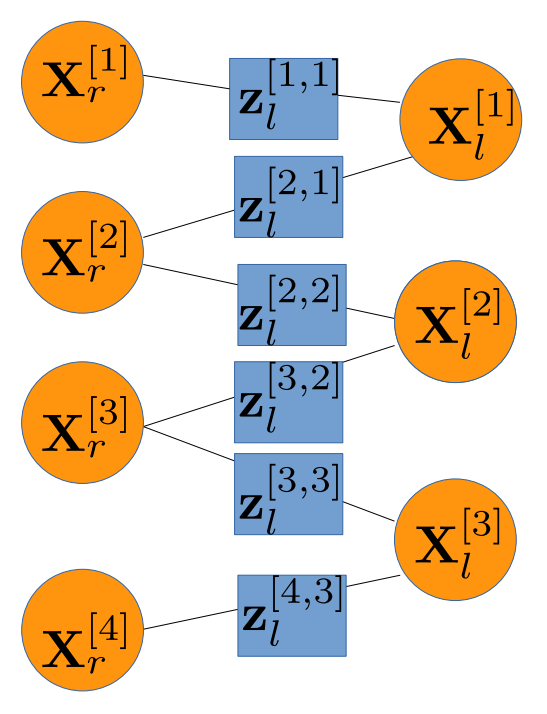 X_r^[1]
z_l^[1,1]
X_l^[1]
z_l^[2,1]
X_r^[2]
z_l^[2,2]
X_l^[2]
z_l^[3,2]
X_r^[3]
z_l^[3,3]
X_l^[3]
z_l^[4,3]
X_r^[4]